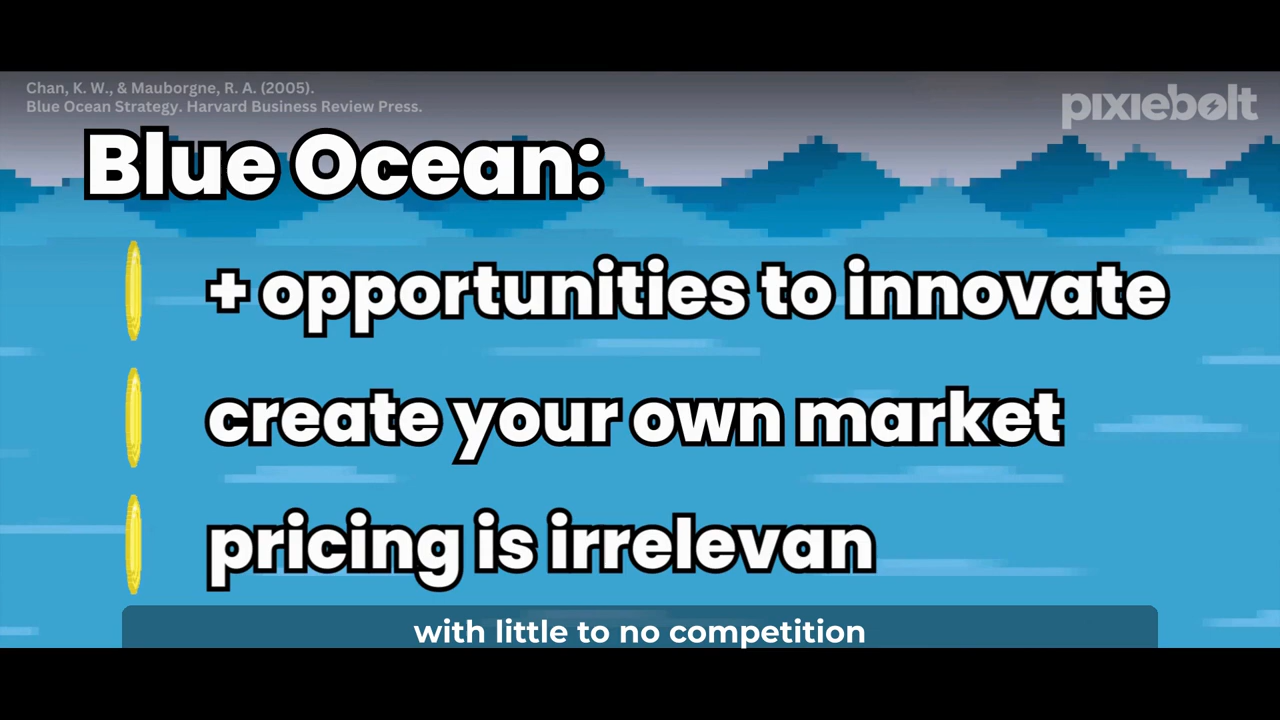 Chan, K. W., & Mauborgne, R. A. (2005).
Blue Ocean Strategy. Harvard Business Review Press.
pixiebolt
Blue Ocean:
+ opportunities to innovate
create your own market
pricing is irrelevan
with little to no competition